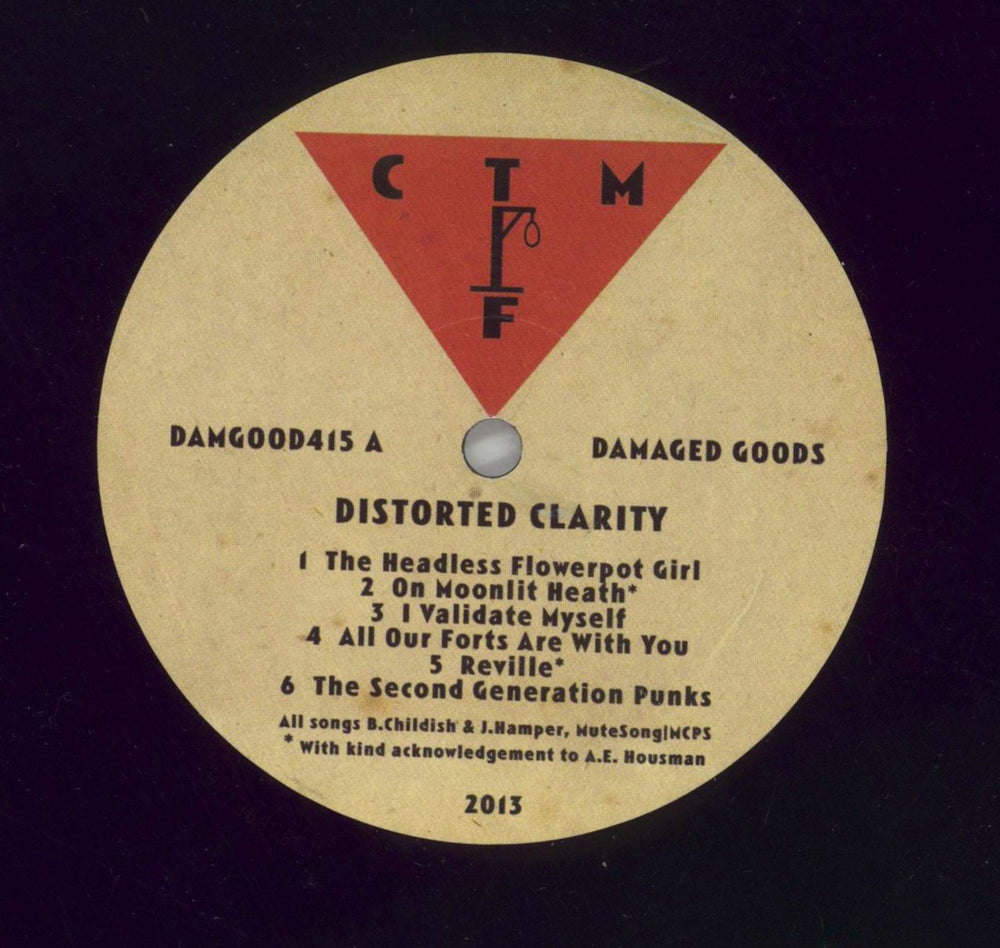 C T M
F
DAMGOOD415 A
DAMAGED GOODS
DISTORTED CLARITY
1 The Headless Flowerpot Girl
2 On Moonlit Heath*
3 I Validate Myself
4 All Our Forts Are With You
5 Reville*
6 The Second Generation Punks
All songs B.Childish & J.Hamper, MuteSong|MCPS
* With kind acknowledgement to A.E. Housman
2013